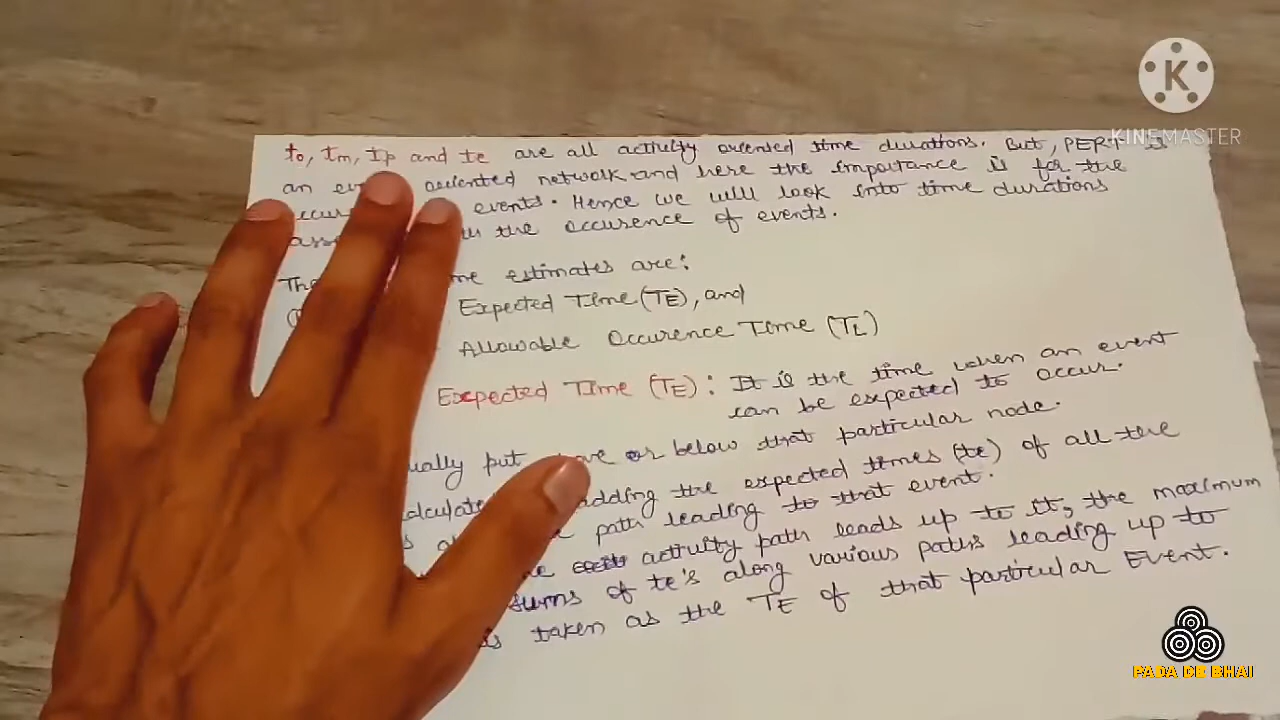 to, tm, tp and te are all activity oriented time durations. But, PERT is
an oriented network and here the importance is for the
events. Hence we will look into time durations
the occurence of events.
estimates are:
Expected Time (TE), and
Allowable Occurence Time (TL)
Expected Time (TE): It is the time when an event
can be expected to occur.
put or below that particular node.
adding the expected times (te) of all the
path leading to that event.
activity path leads up to it, the maximum
sums of te's along various paths leading up to
is taken as the TE of that particular Event.
K
KINEMASTER
PADA DE BHAI